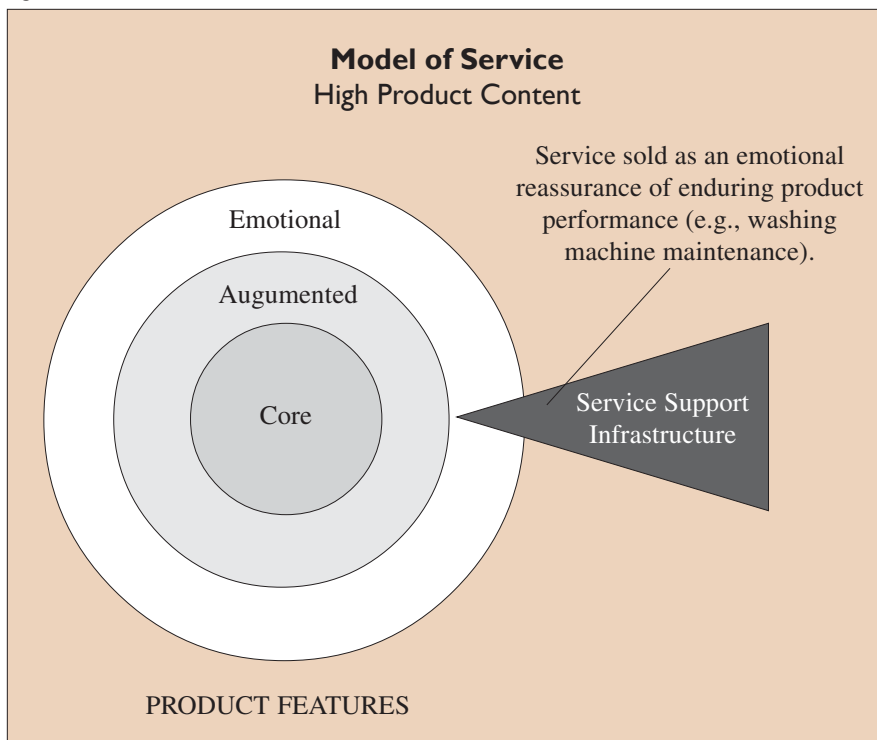 Model of Service
High Product Content
Service sold as an emotional
reassurance of enduring product
performance (e.g., washing
machine maintenance).
Emotional
Augumented
Core
Service Support
Infrastructure
PRODUCT FEATURES